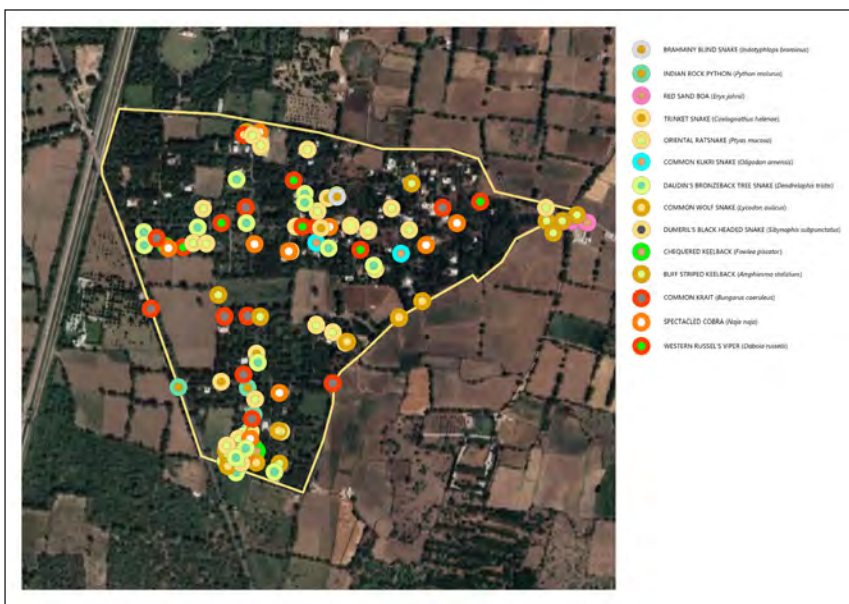 BRAHMINY BLIND SNAKE (Indotyphlops braminus)
INDIAN ROCK PYTHON (Python molurus)
RED SAND BOA (Eryx johnii)
TRINKET SNAKE (Coelognathus helenae)
ORIENTAL RATSNAKE (Ptyas mucosa)
COMMON KUKRI SNAKE (Oligodon arnensis)
DAUDIN'S BRONZEBACK TREE SNAKE (Dendrelaphis tristis)
COMMON WOLF SNAKE (Lycodon aulicus)
DUMERIL'S BLACK HEADED SNAKE (Sibynophis subpunctatus)
CHEQUERED KEELBACK (Fowlea piscator)
BUFF STRIPED KEELBACK (Amphiesma stolatum)
COMMON KRAIT (Bungarus caeruleus)
SPECTACLED COBRA (Naja naja)
WESTERN RUSSEL'S VIPER (Daboia russelii)